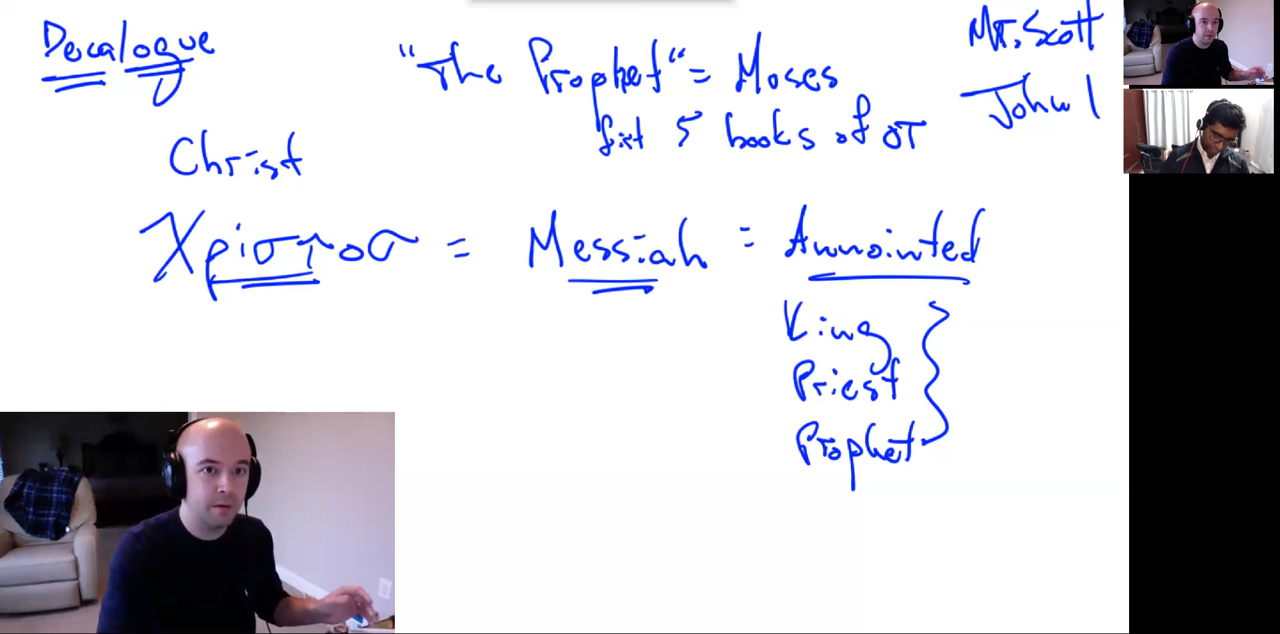 Decalogue
"The Prophet" = Moses
first 5 books of OT
Mr. Scott
John 1
Christ
Χριστοσ = Messiah = Annointed
King
Priest
Prophet